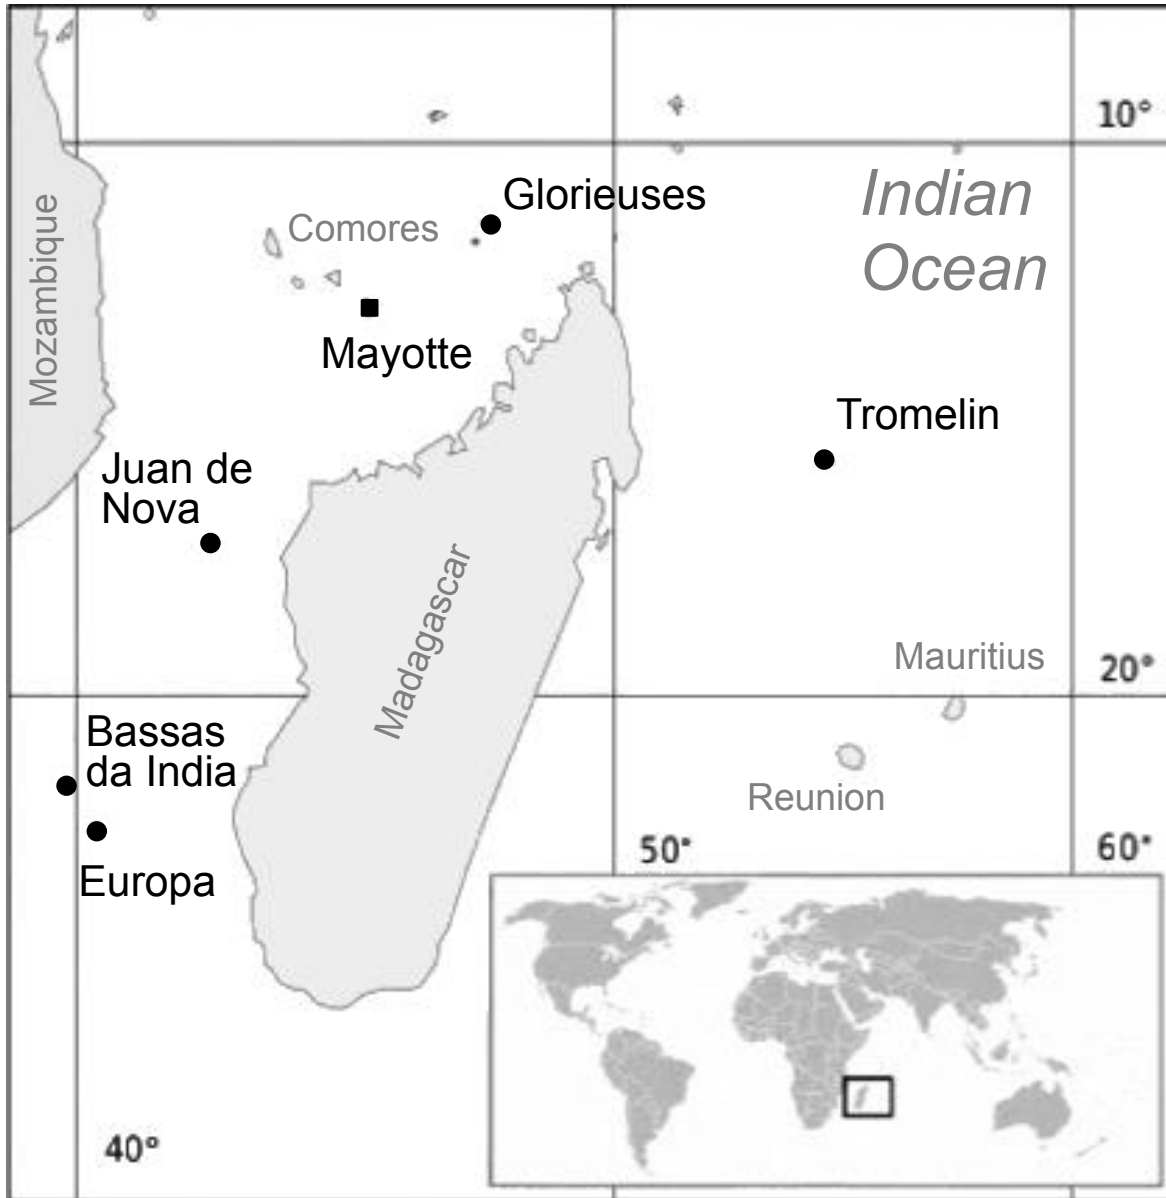 10°
Indian
Ocean
Glorieuses
Comores
Mozambique
Mayotte
Tromelin
Juan de
Nova
Madagascar
Mauritius
20°
Bassas
da India
Reunion
50°
60°
Europa
40°